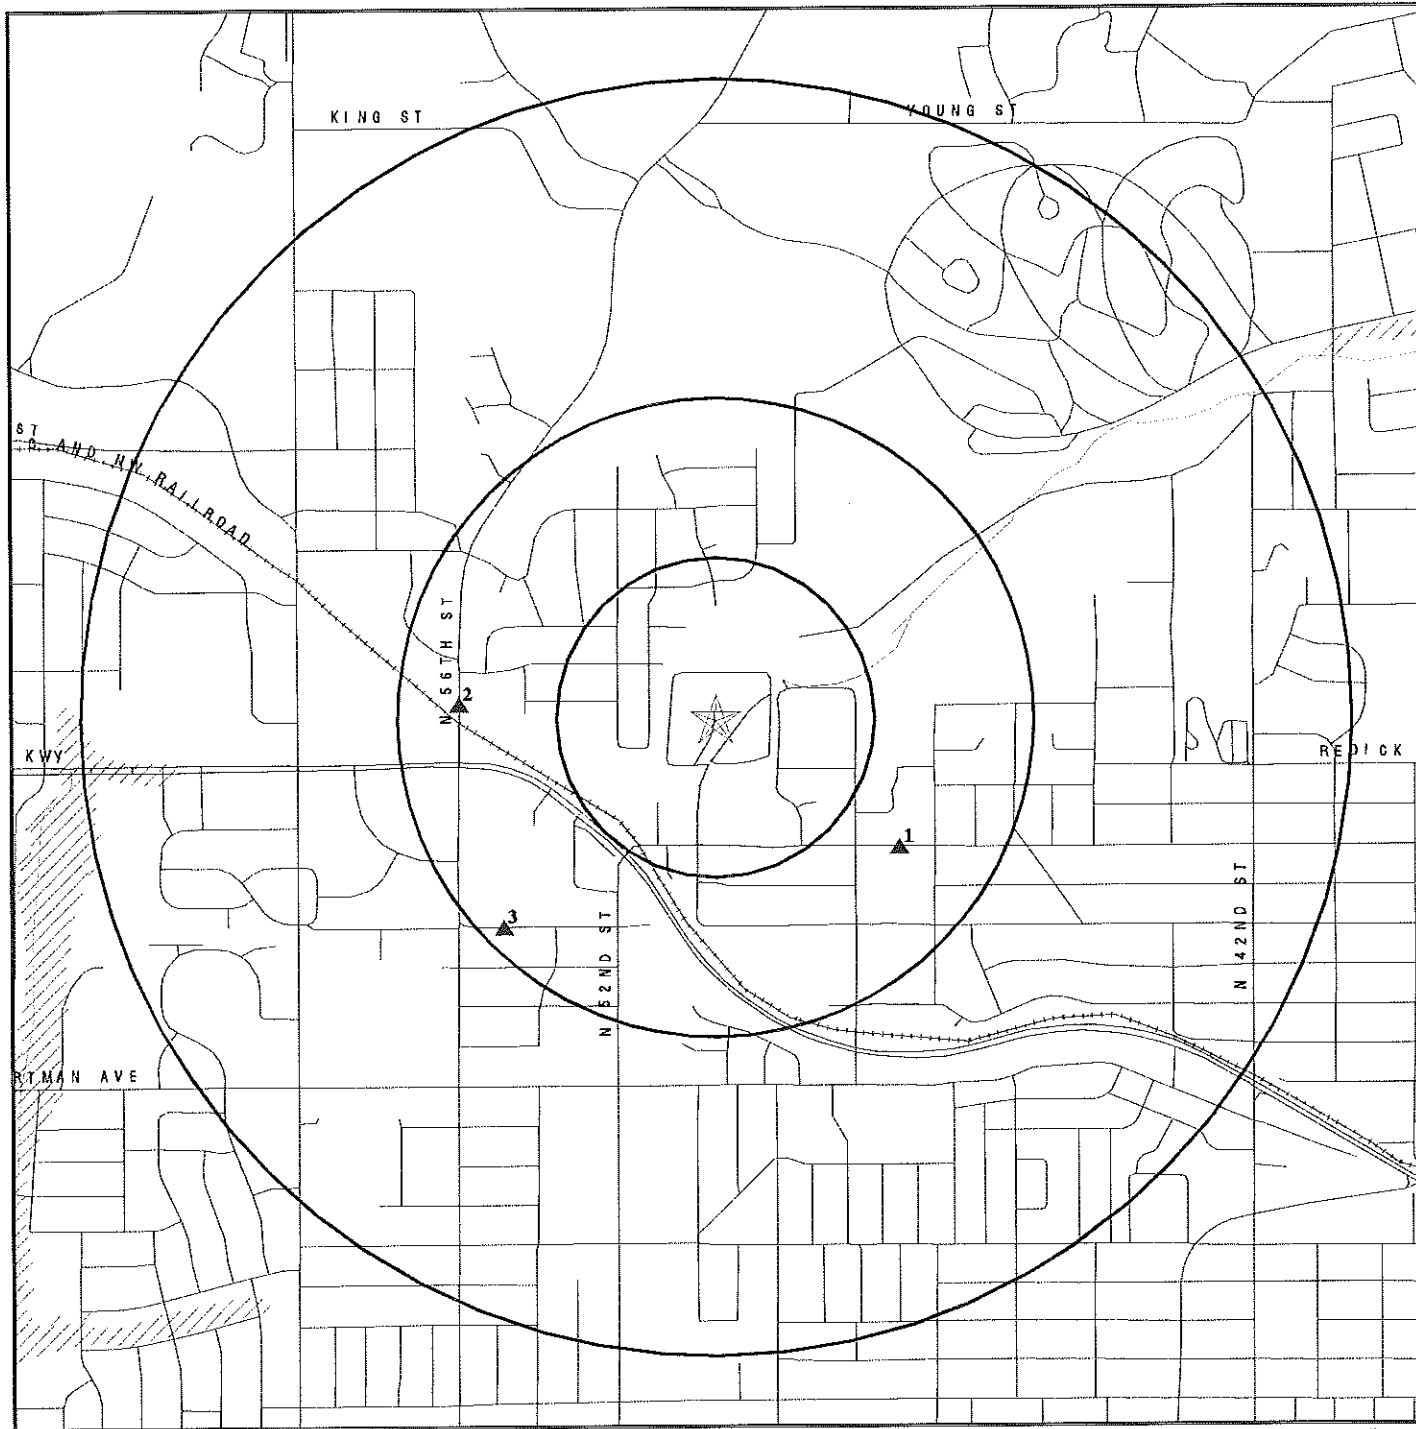 KING ST
YOUNG ST
ST
AND NW RAILROAD
N 56TH ST
2
KWY
REDICK
1
N 42ND ST
3
N 52ND ST
RTMAN AVE